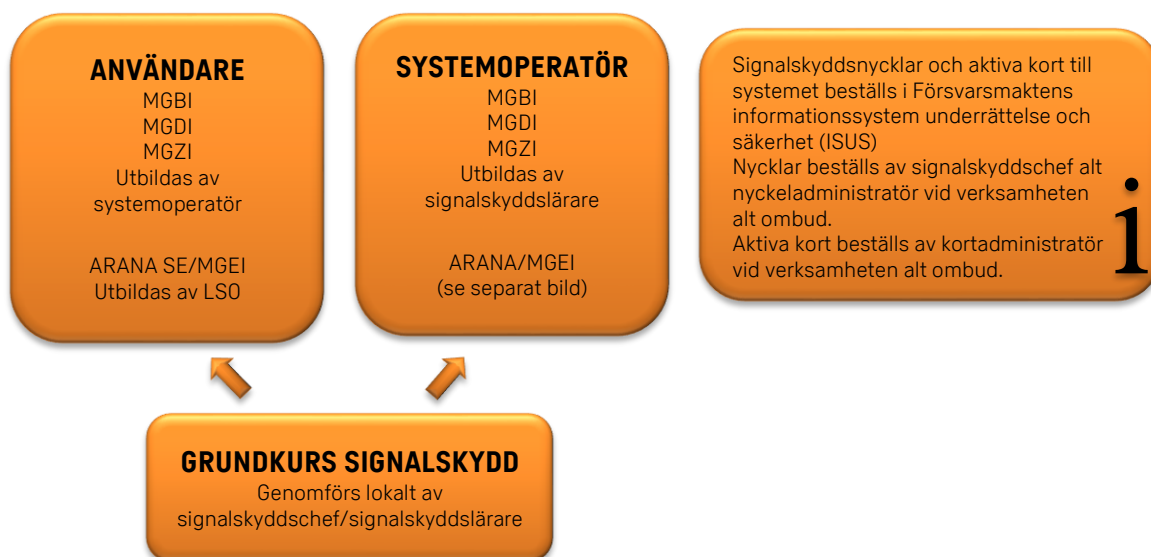 ANVÄNDARE
MGBI
MGDI
MGZI
Utbildas av
systemoperatör
ARANA SE/MGEI
Utbildas av LSO
SYSTEMOPERATÖR
MGBI
MGDI
MGZI
Utbildas av
signalskyddslärare
ARANA/MGEI
(se separat bild)
Signalskyddsnycklar och aktiva kort till
systemet beställs i Försvarsmaktens
informationssystem underrättelse och
säkerhet (ISUS)
Nycklar beställs av signalskyddschef alt
nyckeladministratör vid verksamheten
alt ombud.
Aktiva kort beställs av kortadministratör
vid verksamheten alt ombud.
i
GRUNDKURS SIGNALSKYDD
Genomförs lokalt av
signalskyddschef/signalskyddslärare